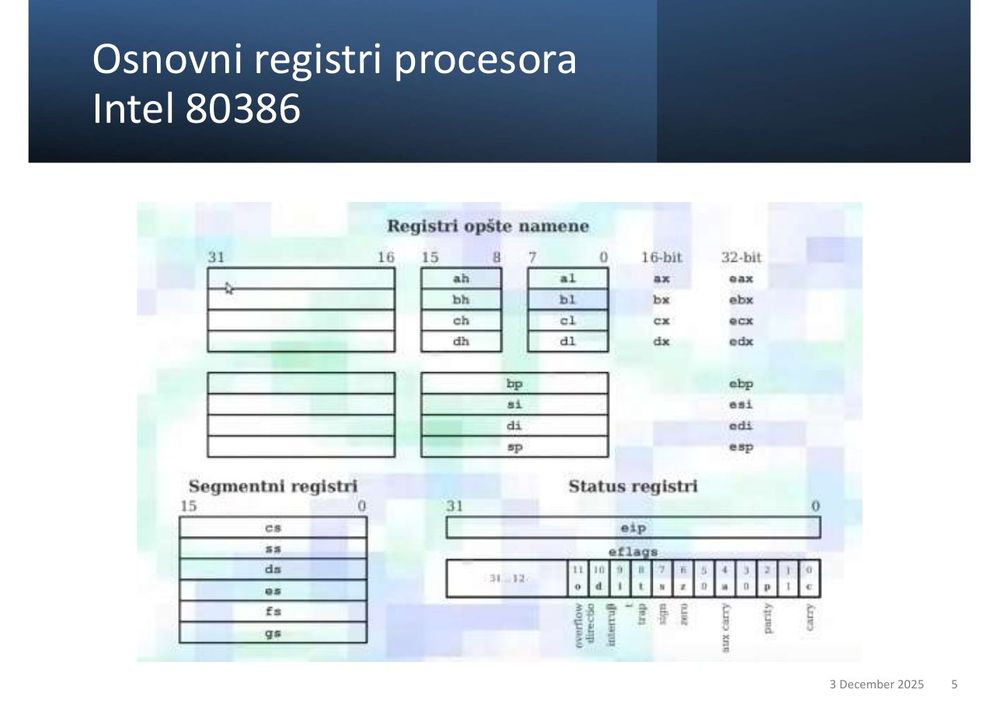 Osnovni registri procesora
Intel 80386
Registri opšte namene
31 16 15 8 7 0 16-bit 32-bit
ah al ax eax
bh bl bx ebx
ch cl cx ecx
dh dl dx edx
bp ebp
si esi
di edi
sp esp
Segmentni registri
15 0
cs
ss
ds
es
fs
gs
Status registri
31 0
eip
eflags
31...12 11 10 9 8 7 6 5 4 3 2 1 0
o d i t s z 0 a 0 p 1 c
overflow
directio
interrup
t
trap
sign
zero
aux carry
parity
carry
3 December 2025 5